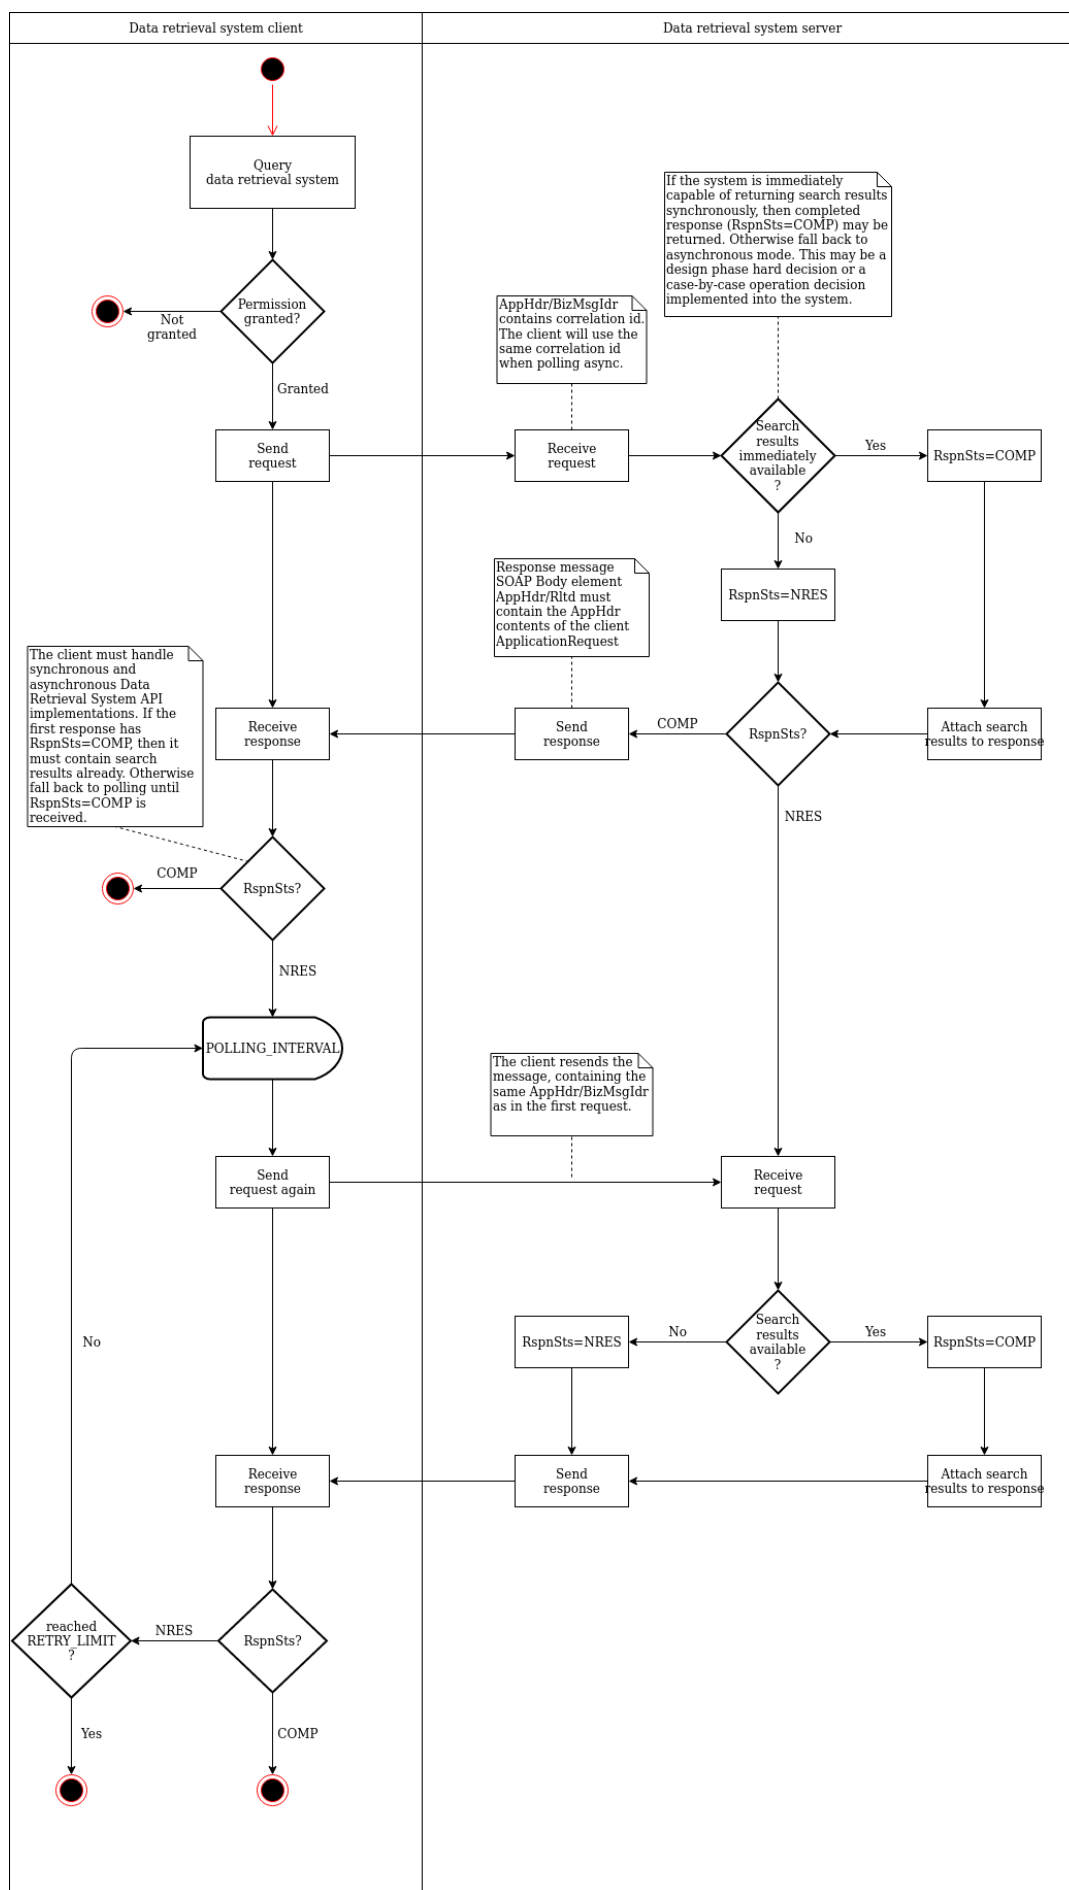 Data retrieval system client
Data retrieval system server
Query
data retrieval system
If the system is immediately
capable of returning search results
synchronously, then completed
response (RspnSts=COMP) may be
returned. Otherwise fall back to
asynchronous mode. This may be a
design phase hard decision or a
case-by-case operation decision
implemented into the system.
Permission
granted?
Not
granted
AppHdr/BizMsgIdr
contains correlation id.
The client will use the
same correlation id
when polling async.
Granted
Send
request
Receive
request
Search
results
immediately
available
?
Yes
RspnSts=COMP
No
Response message
SOAP Body element
AppHdr/Rltd must
contain the AppHdr
contents of the client
ApplicationRequest
RspnSts=NRES
The client must handle
synchronous and
asynchronous Data
Retrieval System API
implementations. If the
first response has
RspnSts=COMP, then it
must contain search
results already. Otherwise
fall back to polling until
RspnSts=COMP is
received.
Receive
response
Send
response
COMP
RspnSts?
Attach search
results to response
NRES
COMP
RspnSts?
NRES
POLLING_INTERVAL
The client resends the
message, containing the
same AppHdr/BizMsgIdr
as in the first request.
Send
request again
Receive
request
No
RspnSts=NRES
No
Search
results
available
?
Yes
RspnSts=COMP
Receive
response
Send
response
Attach search
results to response
reached
RETRY_LIMIT
?
NRES
RspnSts?
Yes
COMP